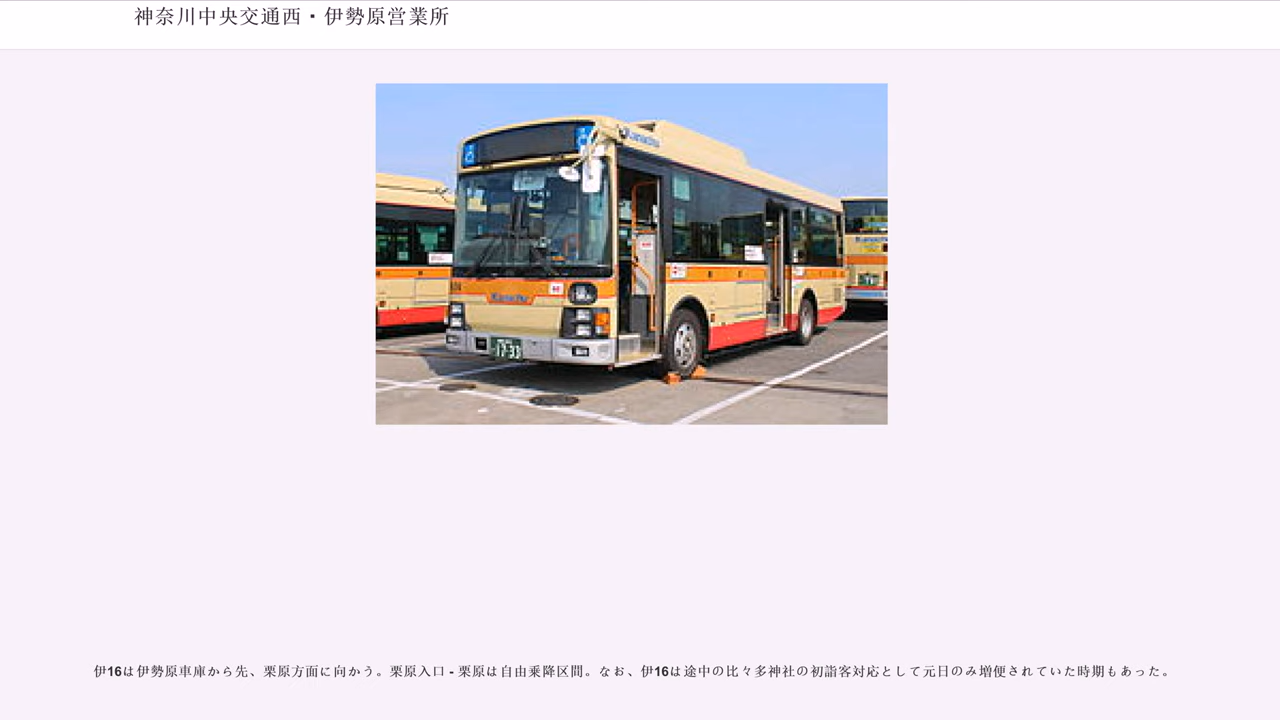 神奈川中央交通西・伊勢原営業所
17-33
伊16は伊勢原車庫から先、栗原方面に向かう。栗原入口 - 栗原は自由乗降区間。なお、伊16は途中の比々多神社の初詣客対応として元日のみ増便されていた時期もあった。